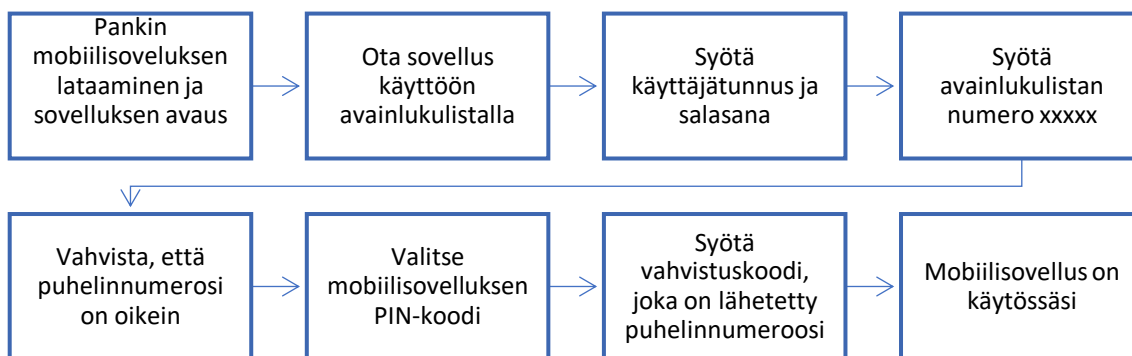 Pankin
mobiilisoveluksen
lataaminen ja
sovelluksen avaus
Ota sovellus
käyttöön
avainlukulistalla
Syötä
käyttäjätunnus ja
salasana
Syötä
avainlukulistan
numero xxxxx
Vahvista, että
puhelinnumerosi
on oikein
Valitse
mobiilisovelluksen
PIN-koodi
Syötä
vahvistuskoodi,
joka on lähetetty
puhelinnumeroosi
Mobiilisovellus on
käytössäsi